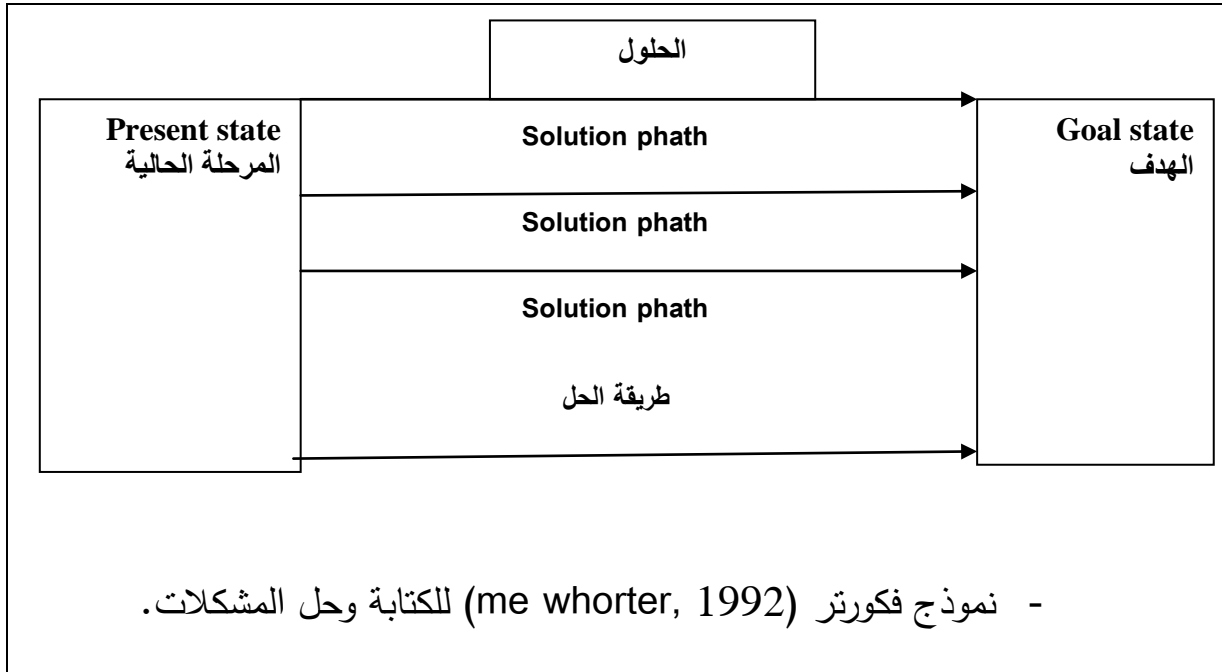 الحلول
Present state
المرحلة الحالية
Solution phath
Goal state
الهدف
Solution phath
Solution phath
طريقة الحل
- نموذج فكورتر (me whorter, 1992) للكتابة وحل المشكلات.